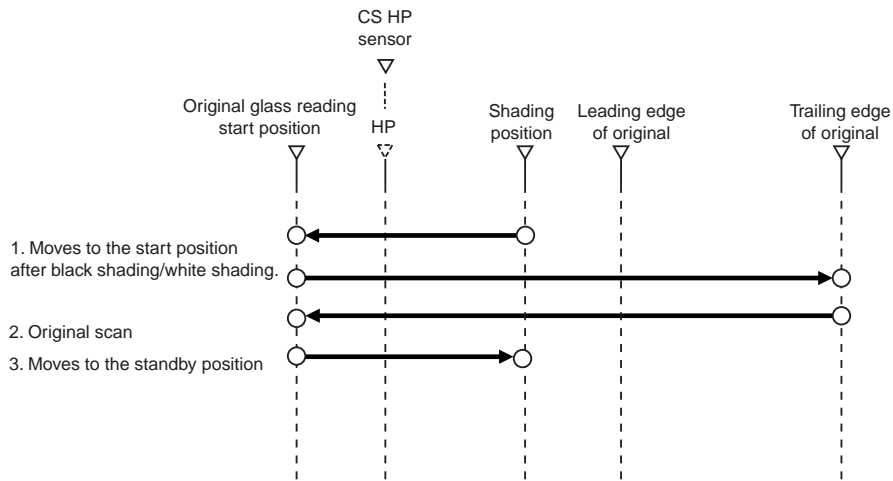 CS HP
sensor
Original glass reading
start position
HP
Shading
position
Leading edge
of original
Trailing edge
of original
1. Moves to the start position
after black shading/white shading.
2. Original scan
3. Moves to the standby position